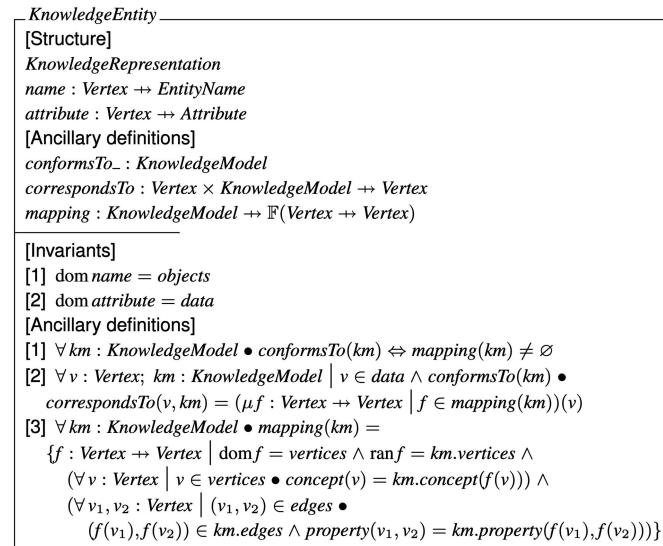 KnowledgeEntity
[Structure]
KnowledgeRepresentation
name : Vertex ⇸ EntityName
attribute : Vertex ⇸ Attribute
[Ancillary definitions]
conformsTo_ : KnowledgeModel
correspondsTo : Vertex × KnowledgeModel ⇸ Vertex
mapping : KnowledgeModel ⇸ 𝔽(Vertex ⇸ Vertex)
[Invariants]
[1] dom name = objects
[2] dom attribute = data
[Ancillary definitions]
[1] ∀ km : KnowledgeModel • conformsTo(km) ⇔ mapping(km) ≠ ∅
[2] ∀ v : Vertex; km : KnowledgeModel | v ∈ data ∧ conformsTo(km) •
correspondsTo(v, km) = (μf : Vertex ⇸ Vertex | f ∈ mapping(km))(v)
[3] ∀ km : KnowledgeModel • mapping(km) =
{f : Vertex ⇸ Vertex | dom f = vertices ∧ ran f = km.vertices ∧
(∀ v : Vertex | v ∈ vertices • concept(v) = km.concept(f(v))) ∧
(∀ v₁, v₂ : Vertex | (v₁, v₂) ∈ edges •
(f(v₁), f(v₂)) ∈ km.edges ∧ property(v₁, v₂) = km.property(f(v₁), f(v₂)))}